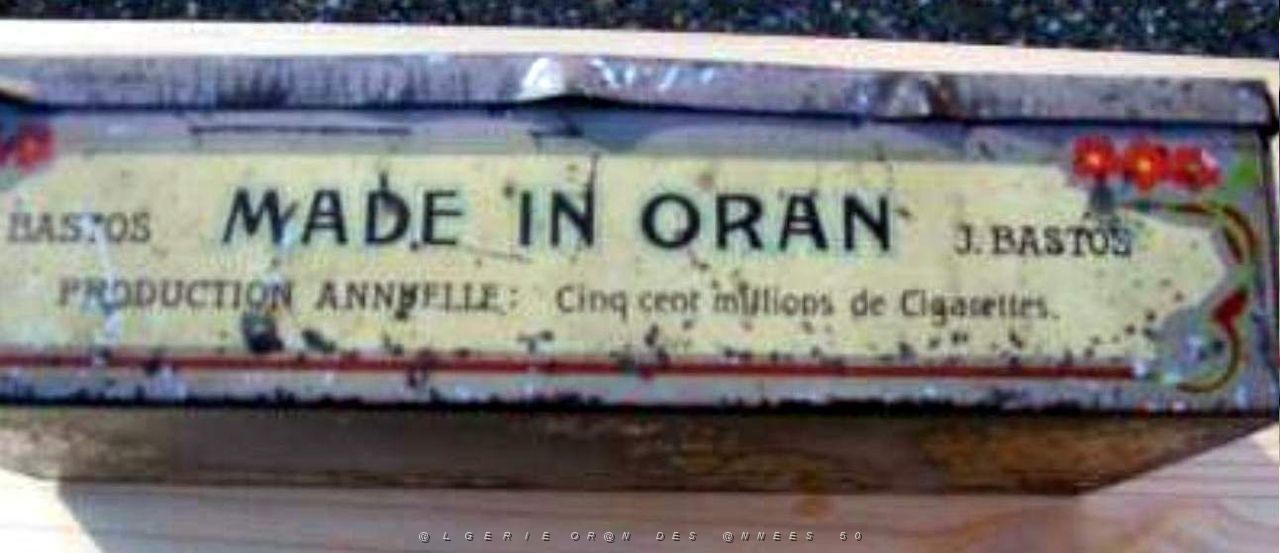 BASTOS MADE IN ORAN J. BASTOS
PRODUCTION ANNUELLE: Cinq cent millions de Cigarettes.
@LGERIE OR@N DES @NNEES 50